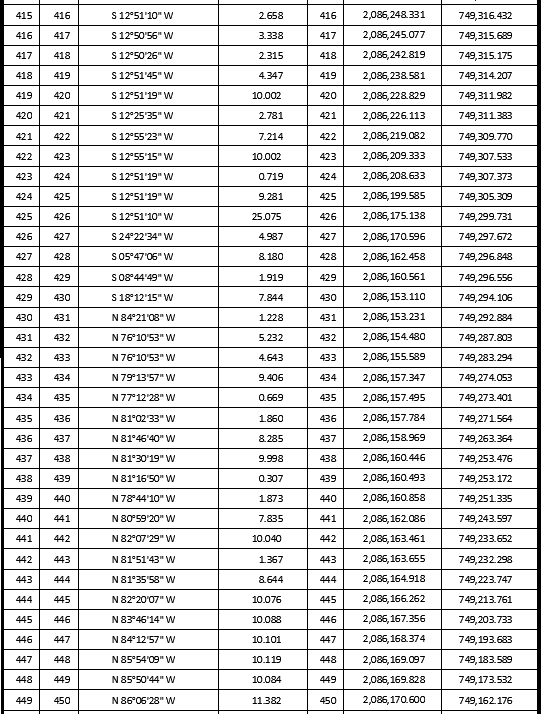 415 416 S 12°51'10" W 2.658 416 2,086,248.331 749,316.432
416 417 S 12°50'56" W 3.338 417 2,086,245.077 749,315.689
417 418 S 12°50'26" W 2.315 418 2,086,242.819 749,315.175
418 419 S 12°51'45" W 4.347 419 2,086,238.581 749,314.207
419 420 S 12°51'19" W 10.002 420 2,086,228.829 749,311.982
420 421 S 12°25'35" W 2.781 421 2,086,226.113 749,311.383
421 422 S 12°55'23" W 7.214 422 2,086,219.082 749,309.770
422 423 S 12°55'15" W 10.002 423 2,086,209.333 749,307.533
423 424 S 12°51'19" W 0.719 424 2,086,208.633 749,307.373
424 425 S 12°51'19" W 9.281 425 2,086,199.585 749,305.309
425 426 S 12°51'10" W 25.075 426 2,086,175.138 749,299.731
426 427 S 24°22'34" W 4.987 427 2,086,170.596 749,297.672
427 428 S 05°47'06" W 8.180 428 2,086,162.458 749,296.848
428 429 S 08°44'49" W 1.919 429 2,086,160.561 749,296.556
429 430 S 18°12'15" W 7.844 430 2,086,153.110 749,294.106
430 431 N 84°21'08" W 1.228 431 2,086,153.231 749,292.884
431 432 N 76°10'53" W 5.232 432 2,086,154.480 749,287.803
432 433 N 76°10'53" W 4.643 433 2,086,155.589 749,283.294
433 434 N 79°13'57" W 9.406 434 2,086,157.347 749,274.053
434 435 N 77°12'28" W 0.669 435 2,086,157.495 749,273.401
435 436 N 81°02'33" W 1.860 436 2,086,157.784 749,271.564
436 437 N 81°46'40" W 8.285 437 2,086,158.969 749,263.364
437 438 N 81°30'19" W 9.998 438 2,086,160.446 749,253.476
438 439 N 81°16'50" W 0.307 439 2,086,160.493 749,253.172
439 440 N 78°44'10" W 1.873 440 2,086,160.858 749,251.335
440 441 N 80°59'20" W 7.835 441 2,086,162.086 749,243.597
441 442 N 82°07'29" W 10.040 442 2,086,163.461 749,233.652
442 443 N 81°51'43" W 1.367 443 2,086,163.655 749,232.298
443 444 N 81°35'58" W 8.644 444 2,086,164.918 749,223.747
444 445 N 82°20'07" W 10.076 445 2,086,166.262 749,213.761
445 446 N 83°46'14" W 10.088 446 2,086,167.356 749,203.733
446 447 N 84°12'57" W 10.101 447 2,086,168.374 749,193.683
447 448 N 85°54'09" W 10.119 448 2,086,169.097 749,183.589
448 449 N 85°50'44" W 10.084 449 2,086,169.828 749,173.532
449 450 N 86°06'28" W 11.382 450 2,086,170.600 749,162.176